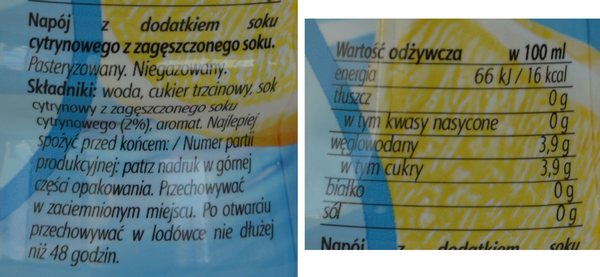 Napój z dodatkiem soku
cytrynowego z zagęszczonego soku.
Pasteryzowany. Niegazowany.
Składniki: woda, cukier trzcinowy, sok
cytrynowy z zagęszczonego soku
cytrynowego (2%), aromat. Najlepiej
spożyć przed końcem: / Numer partii
produkcyjnej: patrz nadruk w górnej
części opakowania. Przechowywać
w zaciemnionym miejscu. Po otwarciu
przechowywać w lodówce nie dłużej
niż 48 godzin.
Wartość odżywcza w 100 ml
energia 66 kJ / 16 kcal
tłuszcz 0 g
w tym kwasy nasycone 0 g
węglowodany 3,9 g
w tym cukry 3,9 g
białko 0 g
sól 0 g
Napój z dodatkiem soku